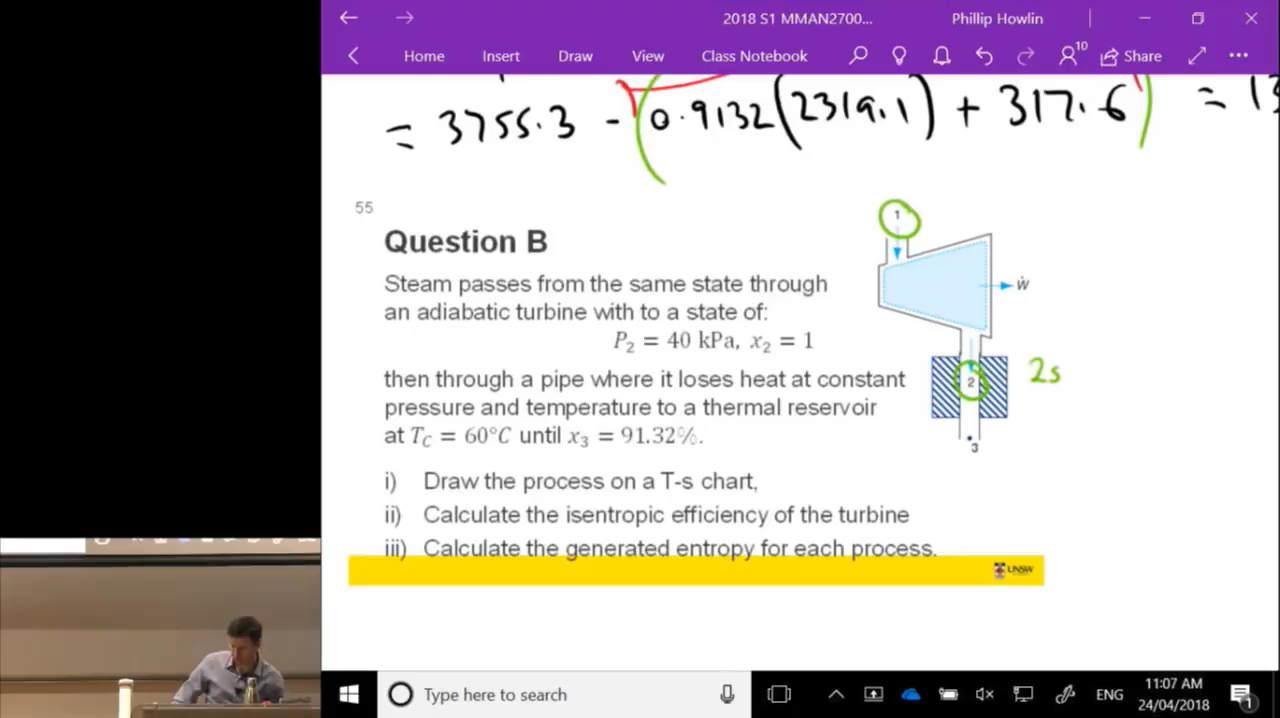 2018 S1 MMAN2700...
Phillip Howlin
Home Insert Draw View Class Notebook
10
Share
= 3755.3 - (0.9132(2319.1) + 317.6) = 13
55
Question B
Steam passes from the same state through
an adiabatic turbine with to a state of:
P₂ = 40 kPa, x₂ = 1
then through a pipe where it loses heat at constant
pressure and temperature to a thermal reservoir
at T_C = 60°C until x₃ = 91.32%.
i) Draw the process on a T-s chart,
ii) Calculate the isentropic efficiency of the turbine
iii) Calculate the generated entropy for each process.
1
Ẇ
2
2s
3
UNSW
Type here to search
ENG
11:07 AM
24/04/2018
1